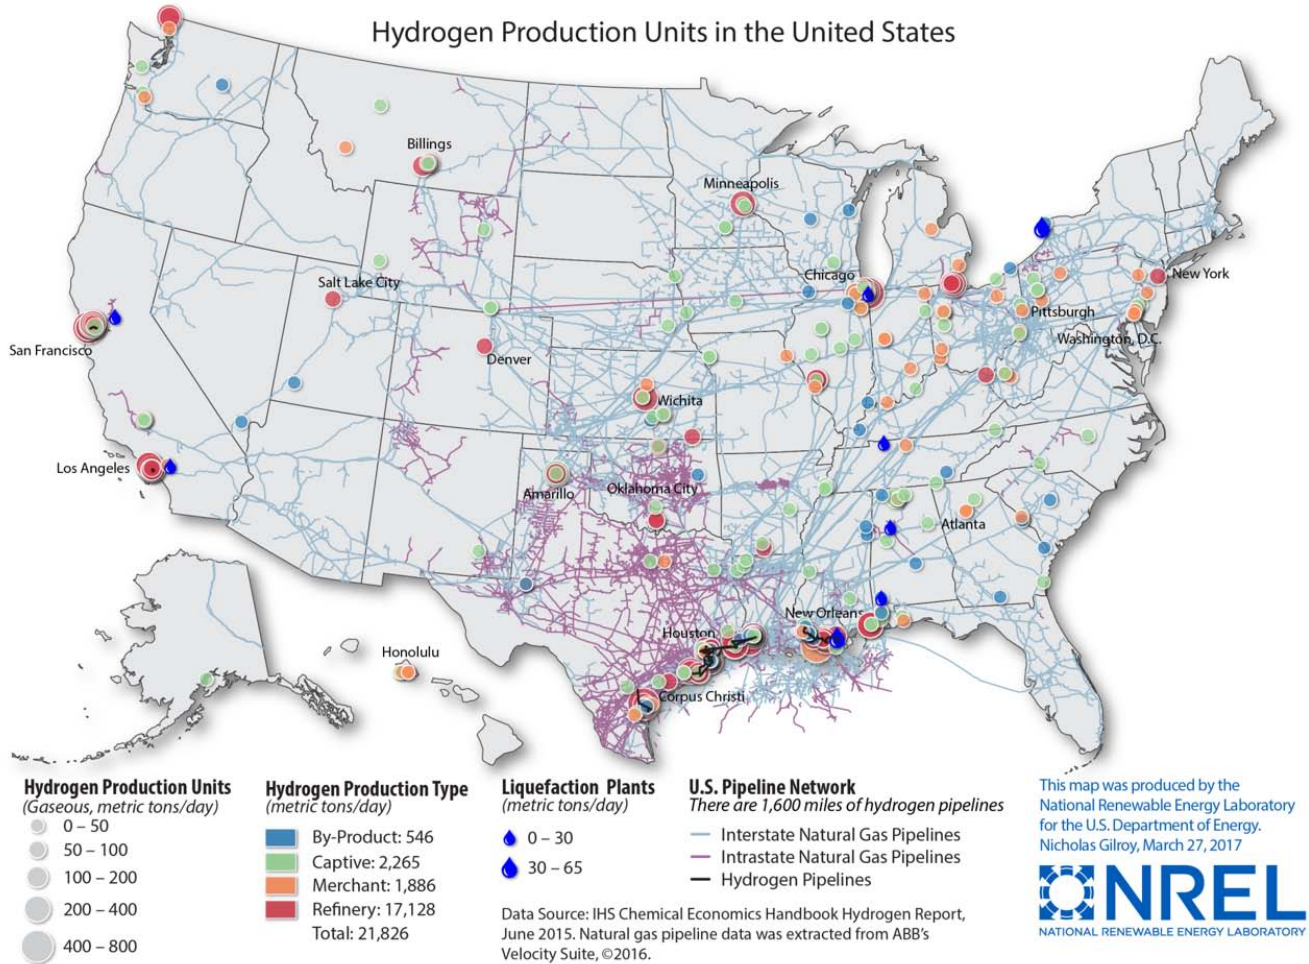 Hydrogen Production Units in the United States
Billings
Minneapolis
Salt Lake City
Chicago
New York
Pittsburgh
San Francisco
Denver
Washington, D.C.
Wichita
Los Angeles
Amarillo
Oklahoma City
Atlanta
New Orleans
Houston
Honolulu
Corpus Christi
Hydrogen Production Units
(Gaseous, metric tons/day)
0 – 50
50 – 100
100 – 200
200 – 400
400 – 800
Hydrogen Production Type
(metric tons/day)
By-Product: 546
Captive: 2,265
Merchant: 1,886
Refinery: 17,128
Total: 21,826
Liquefaction Plants
(metric tons/day)
0 – 30
30 – 65
U.S. Pipeline Network
There are 1,600 miles of hydrogen pipelines
Interstate Natural Gas Pipelines
Intrastate Natural Gas Pipelines
Hydrogen Pipelines
Data Source: IHS Chemical Economics Handbook Hydrogen Report,
June 2015. Natural gas pipeline data was extracted from ABB's
Velocity Suite, ©2016.
This map was produced by the
National Renewable Energy Laboratory
for the U.S. Department of Energy.
Nicholas Gilroy, March 27, 2017
NREL
NATIONAL RENEWABLE ENERGY LABORATORY